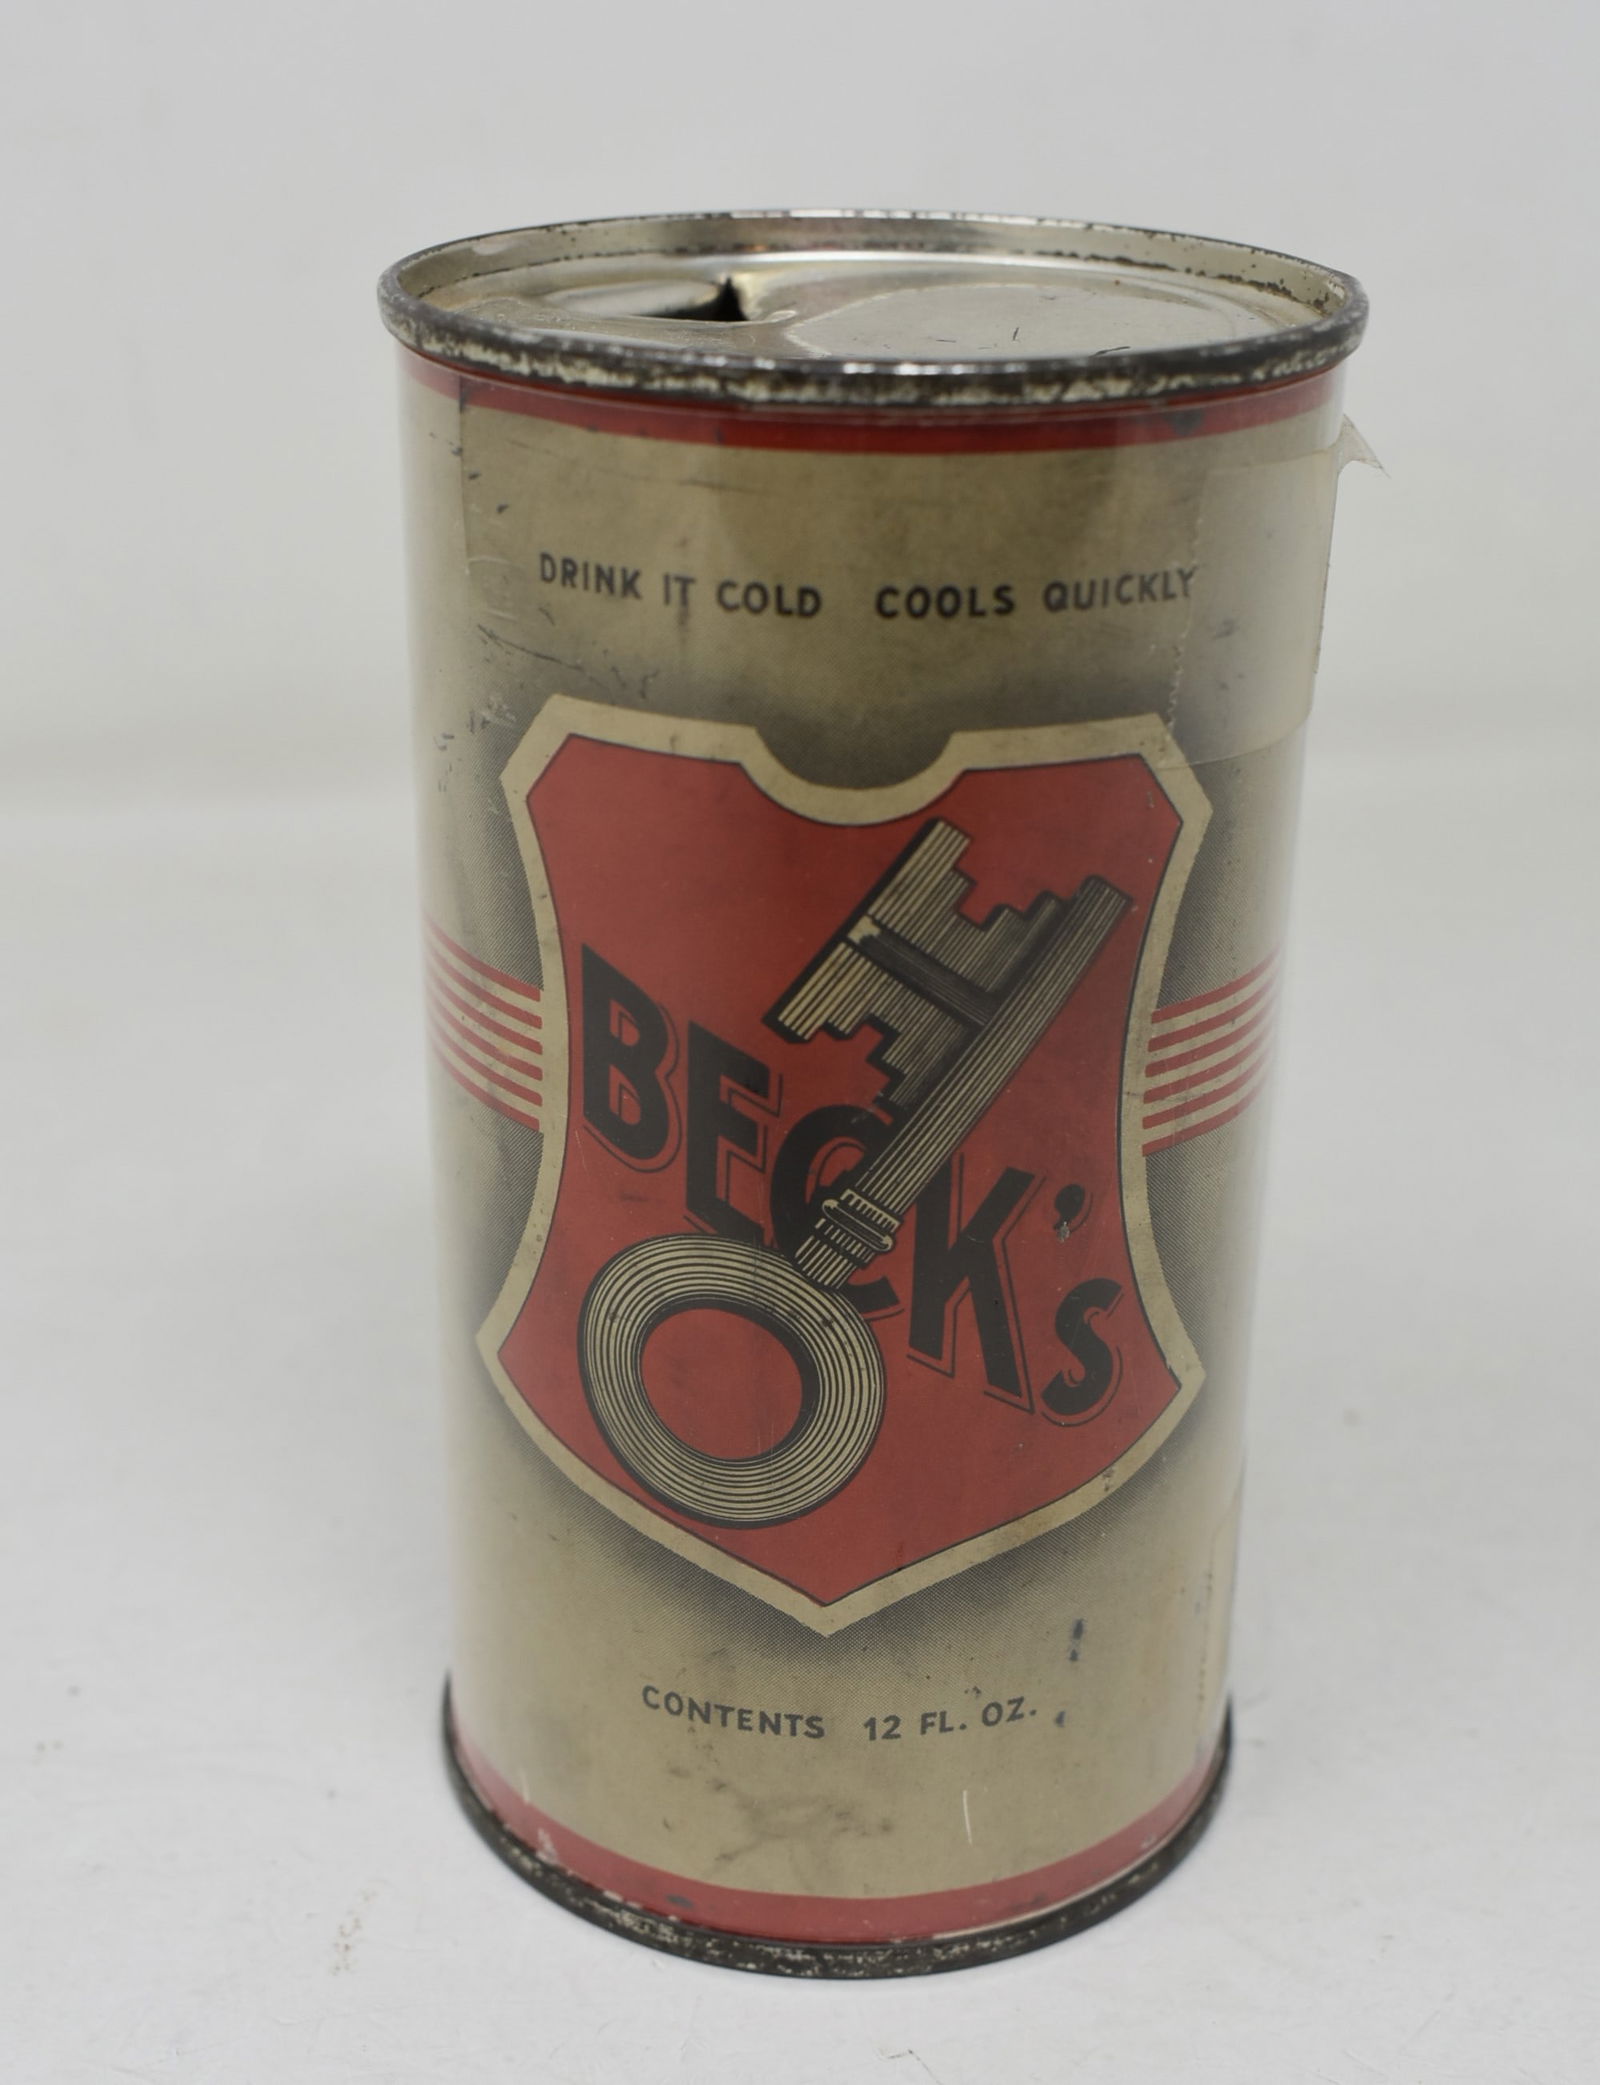 DRINK IT COLD COOLS QUICKLY
BECK'S
CONTENTS 12 FL. OZ.